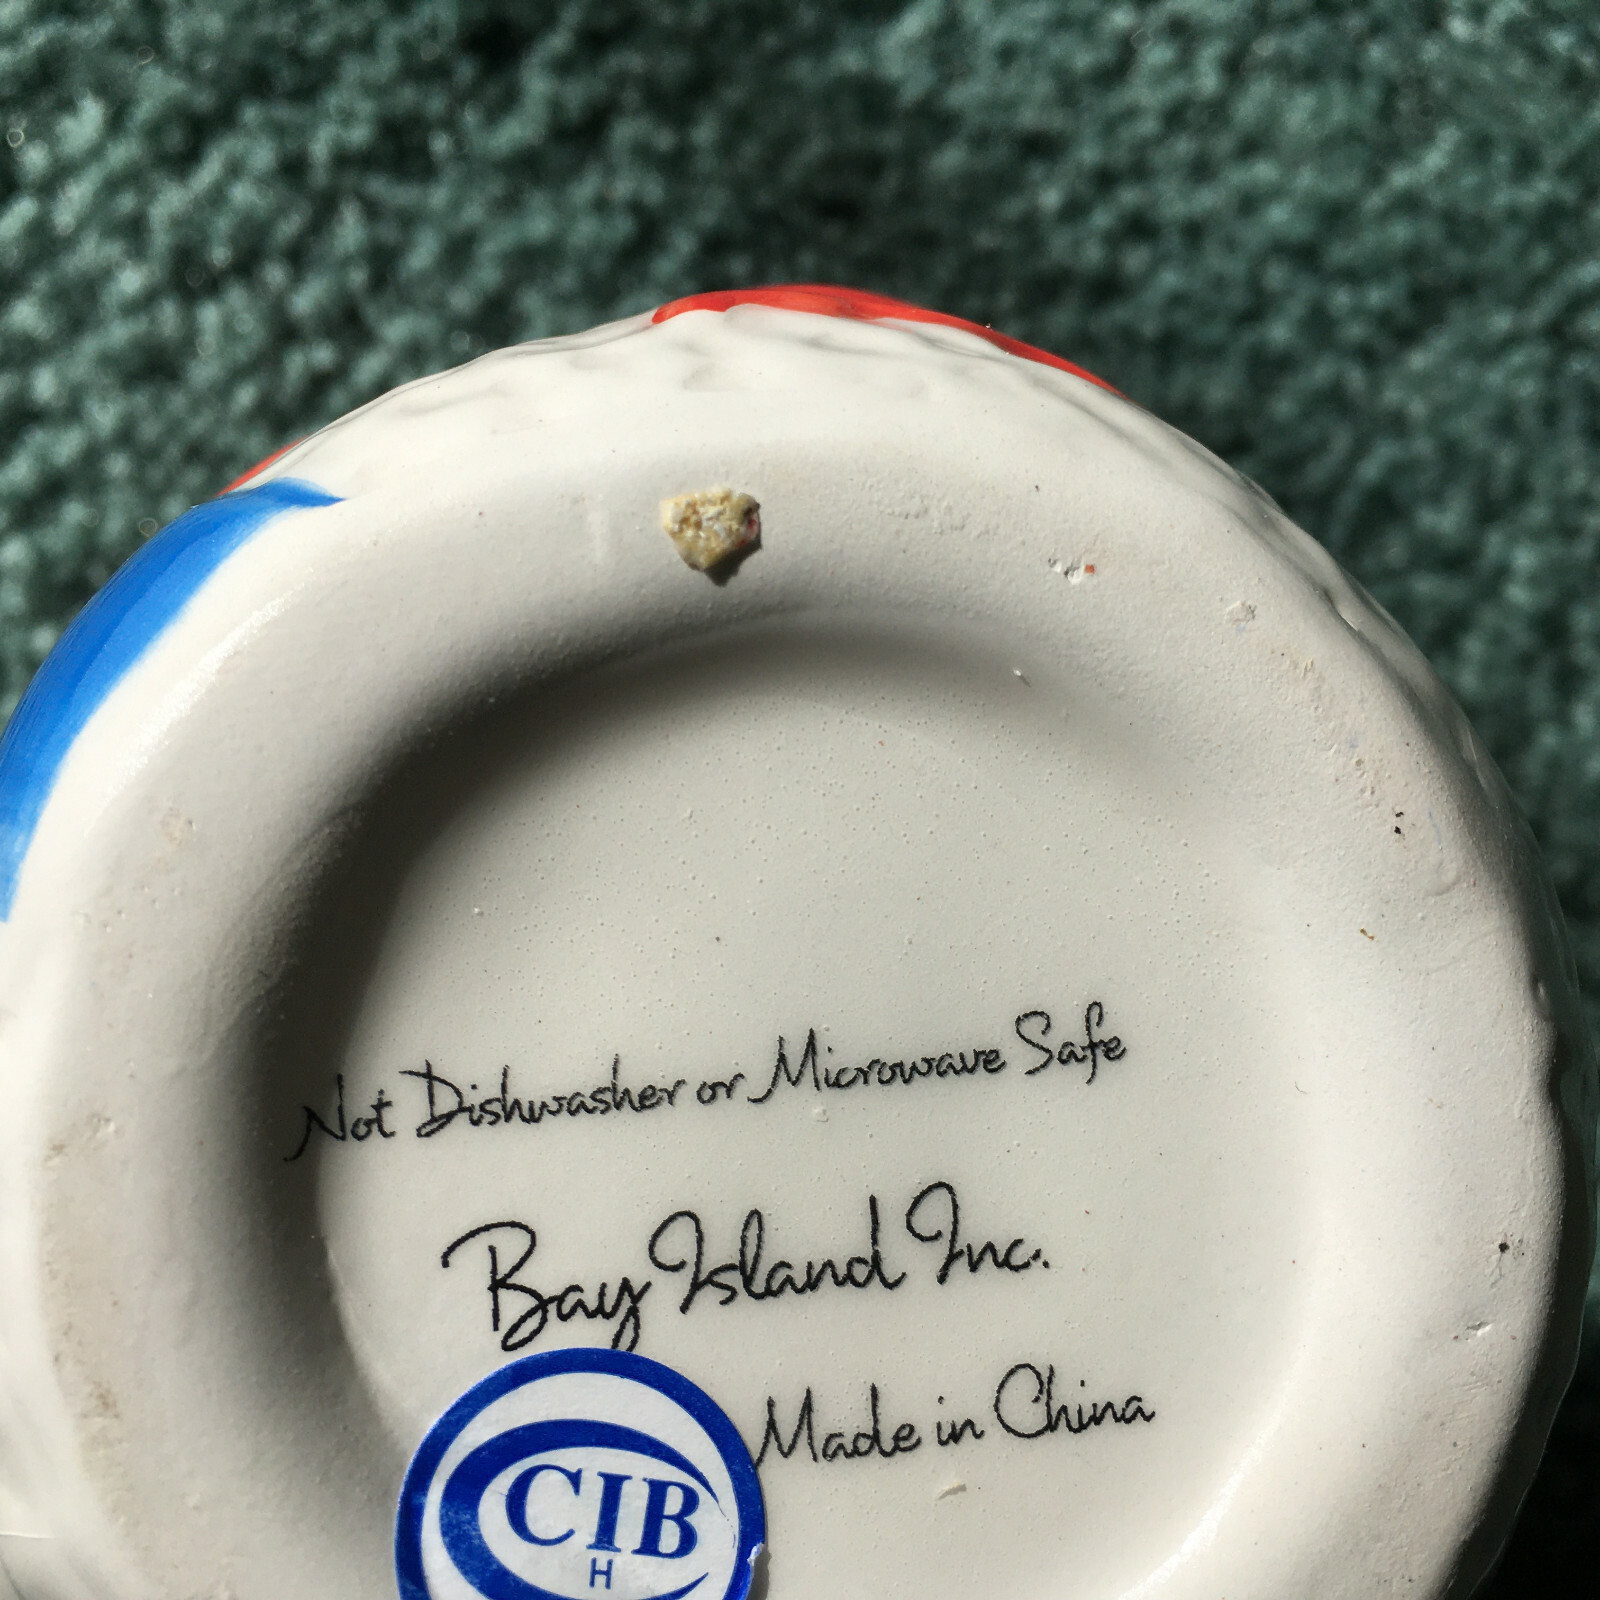 Not Dishwasher or Microwave Safe
Bay Island Inc.
Made in China
CIB
H